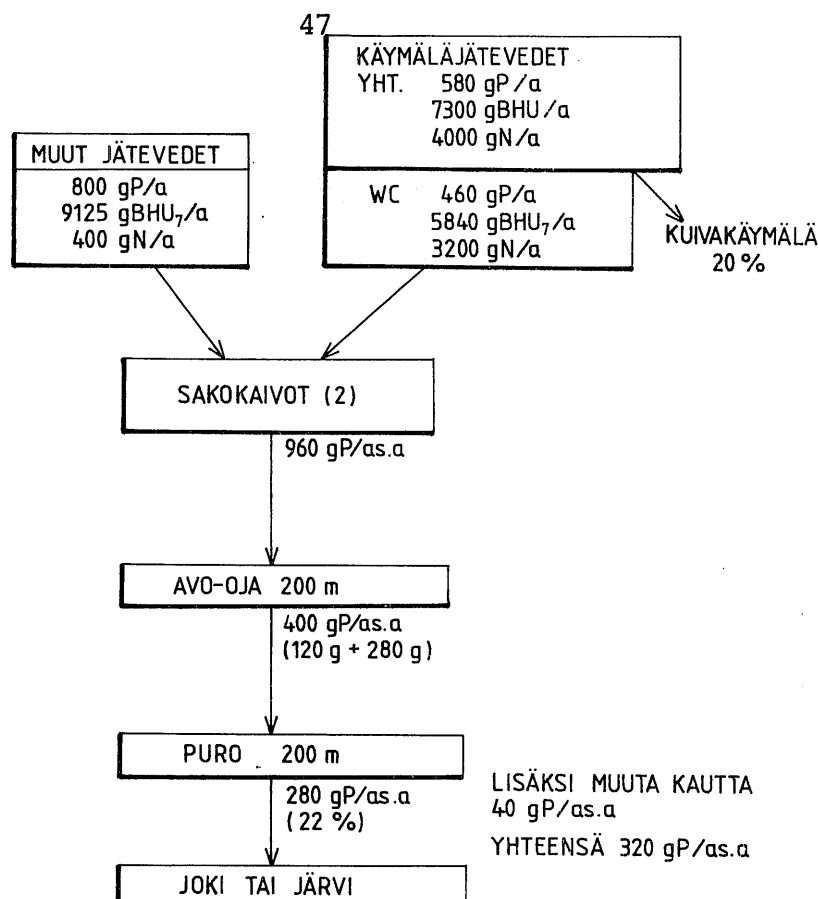 47
KÄYMÄLÄJÄTEVEDET
YHT. 580 gP/a
7300 gBHU/a
4000 gN/a
MUUT JÄTEVEDET
800 gP/a
9125 gBHU₇/a
400 gN/a
WC 460 gP/a
5840 gBHU₇/a
3200 gN/a
KUIVAKÄYMÄLÄ
20 %
SAKOKAIVOT (2)
960 gP/as.a
AVO-OJA 200 m
400 gP/as.a
(120 g + 280 g)
PURO 200 m
280 gP/as.a
(22 %)
LISÄKSI MUUTA KAUTTA
40 gP/as.a
YHTEENSÄ 320 gP/as.a
JOKI TAI JÄRVI